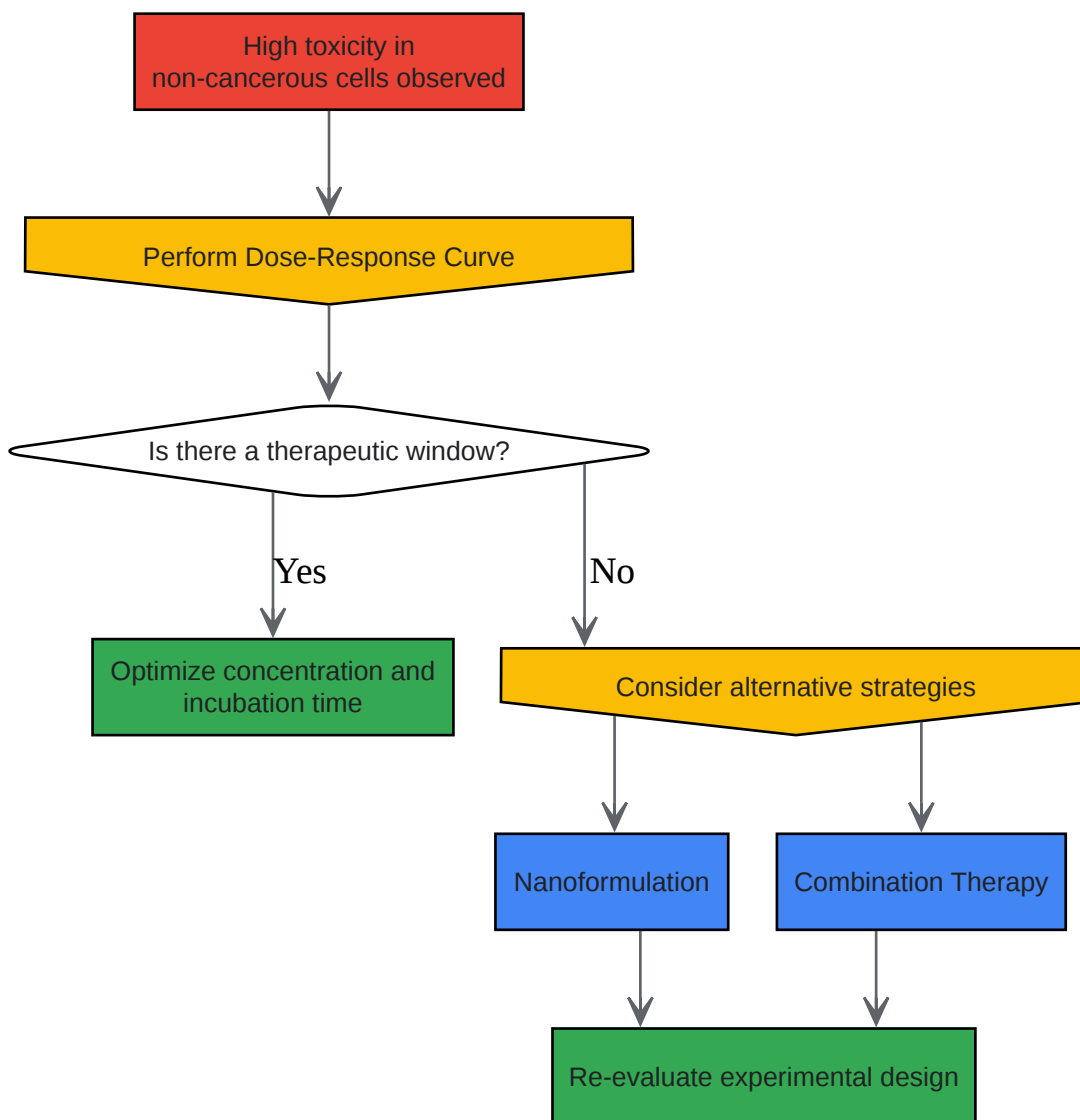 High toxicity in
non-cancerous cells observed
Perform Dose-Response Curve
Is there a therapeutic window?
Yes
No
Optimize concentration and
incubation time
Consider alternative strategies
Nanoformulation
Combination Therapy
Re-evaluate experimental design